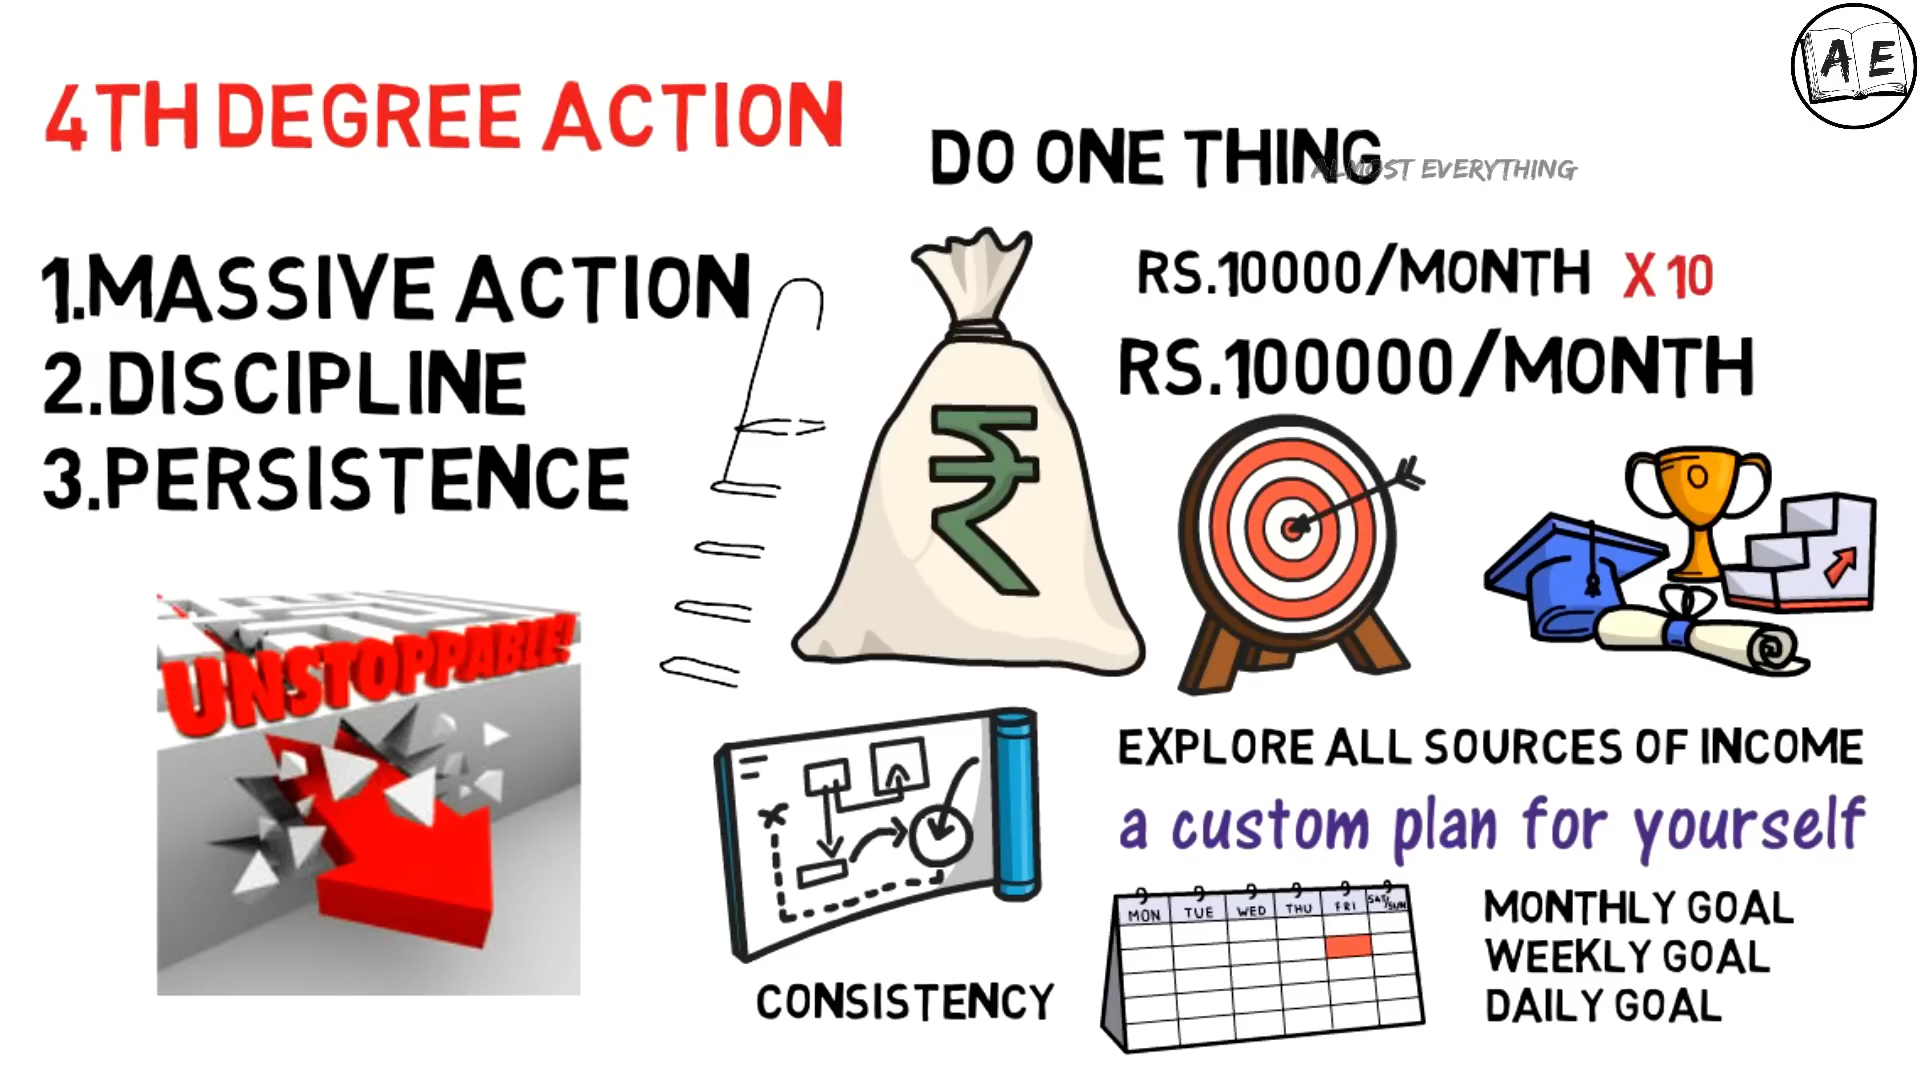 4TH DEGREE ACTION
1.MASSIVE ACTION
2.DISCIPLINE
3.PERSISTENCE
UNSTOPPABLE!
DO ONE THING
ALMOST EVERYTHING
A E
RS.10000/MONTH X 10
RS.100000/MONTH
₹
EXPLORE ALL SOURCES OF INCOME
a custom plan for yourself
CONSISTENCY
MON TUE WED THU FRI SAT/SUN
MONTHLY GOAL
WEEKLY GOAL
DAILY GOAL